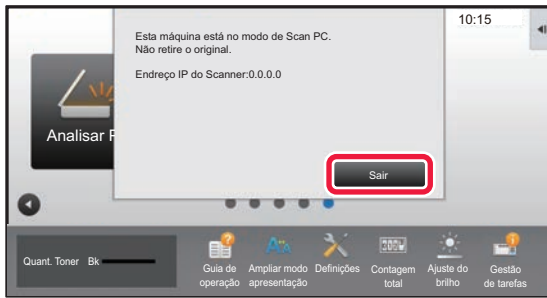 10:15
Esta máquina está no modo de Scan PC.
Não retire o original.
Endreço IP do Scanner:0.0.0.0
Analisar
Sair
Quant. Toner Bk
Guia de
operação
Ampliar modo
apresentação
Definições
Contagem
total
Ajuste do
brilho
Gestão
de tarefas